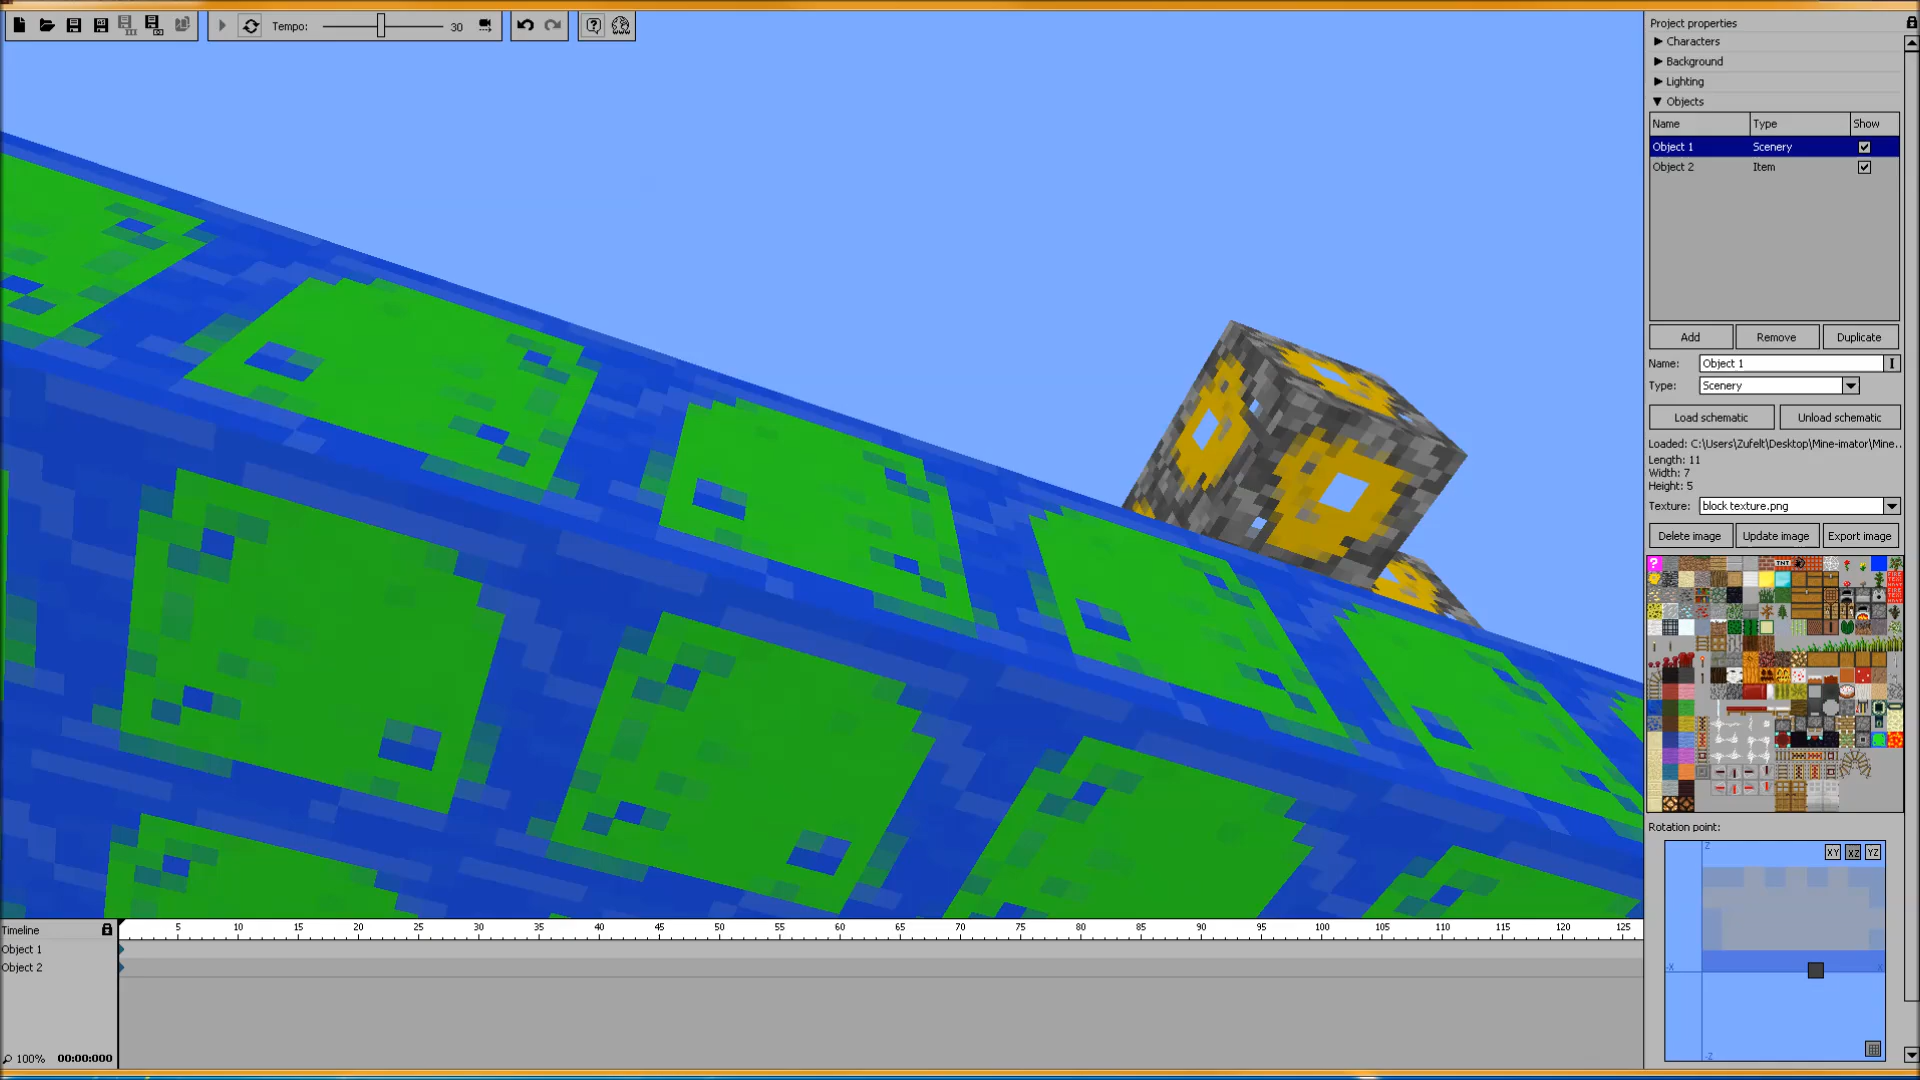 Tempo:
30
Project properties
Characters
Background
Lighting
Objects
Name Type Show
Object 1 Scenery
Object 2 Item
Add Remove Duplicate
Name: Object 1
Type: Scenery
Load schematic Unload schematic
Loaded: C:\Users\Zufelt\Desktop\Mine-imator\Mine..
Length: 11
Width: 7
Height: 5
Texture: block texture.png
Delete image Update image Export image
TNT
Rotation point:
Z
XY XZ YZ
-X X
-Z
Timeline
5 10 15 20 25 30 35 40 45 50 55 60 65 70 75 80 85 90 95 100 105 110 115 120 125
Object 1
Object 2
100% 00:00:000